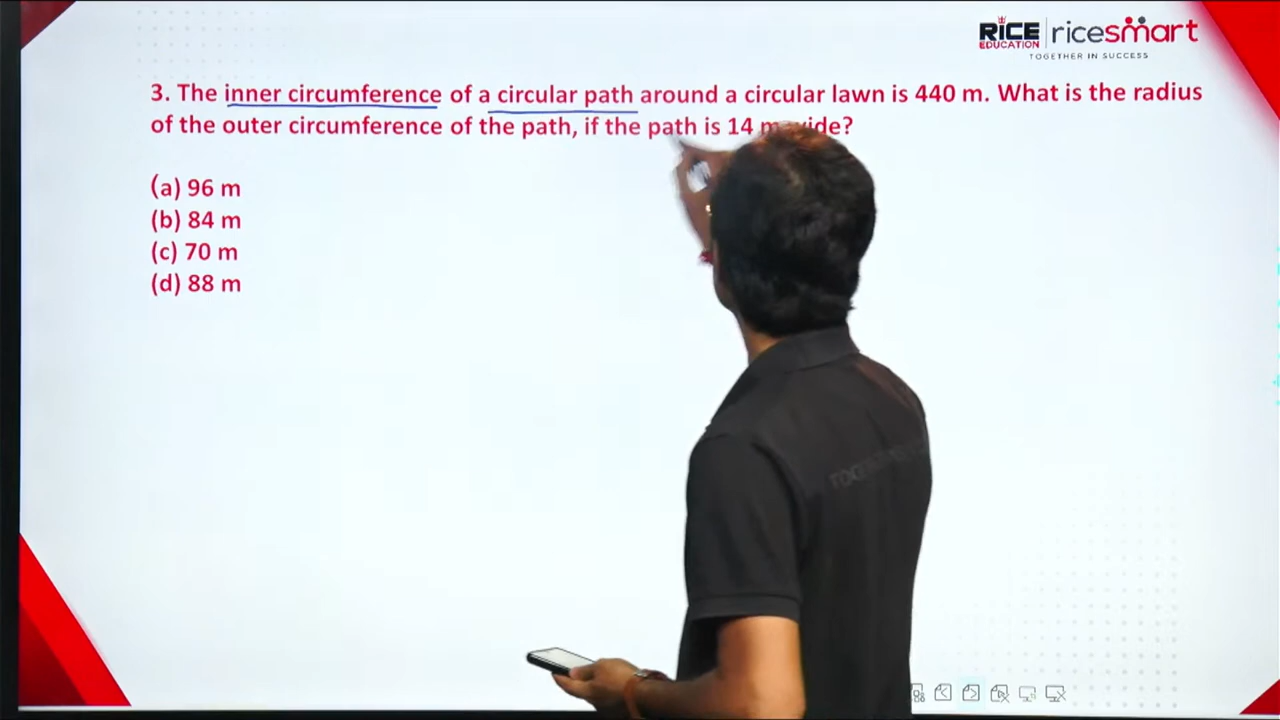 RICE
EDUCATION
ricesmart
TOGETHER IN SUCCESS
3. The inner circumference of a circular path around a circular lawn is 440 m. What is the radius
of the outer circumference of the path, if the path is 14
(a) 96 m
(b) 84 m
(c) 70 m
(d) 88 m